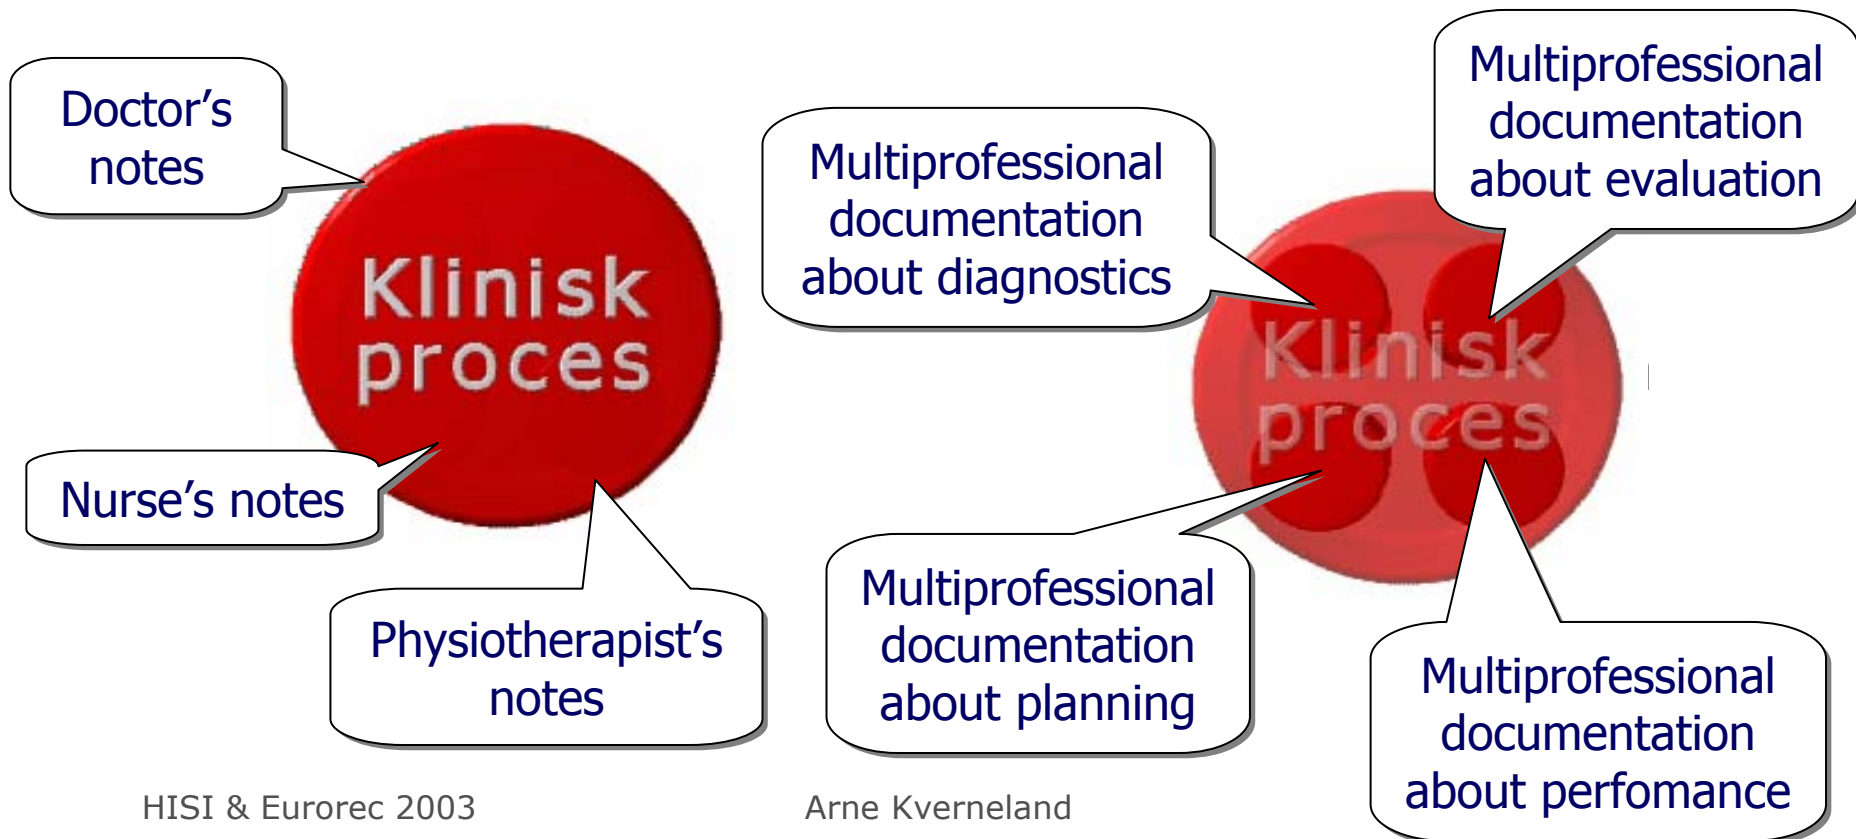 Doctor’s
notes
Klinisk
proces
Nurse’s notes
Physiotherapist’s
notes
Multiprofessional
documentation
about diagnostics
Multiprofessional
documentation
about evaluation
Klinisk
proces
Multiprofessional
documentation
about planning
Multiprofessional
documentation
about perfomance
HISI & Eurorec 2003
Arne Kverneland